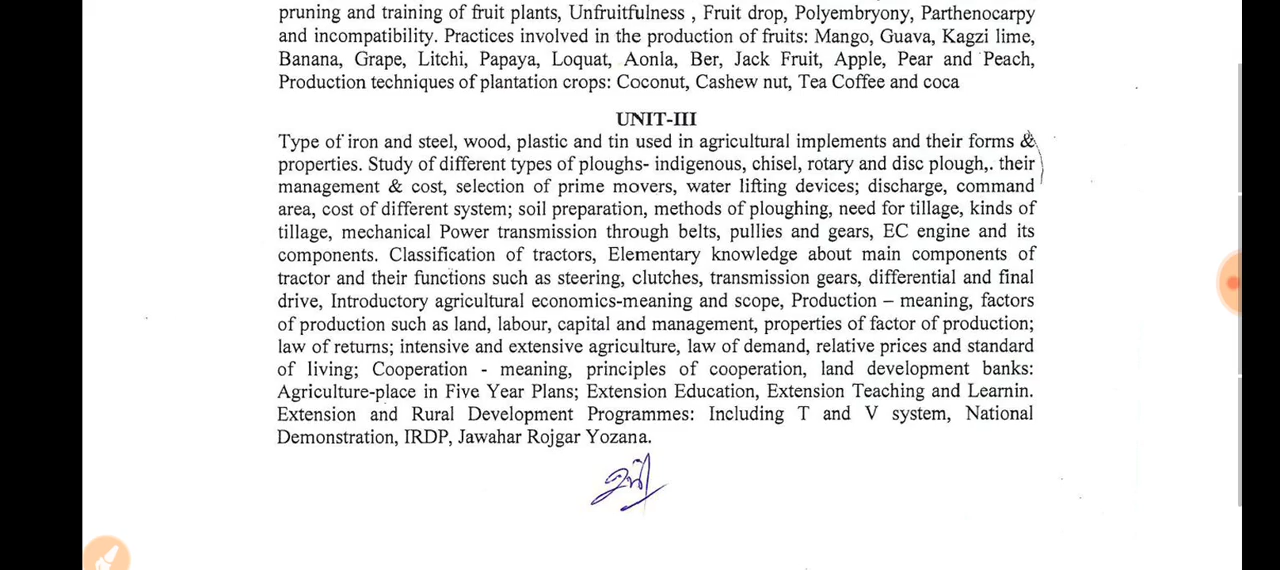 pruning and training of fruit plants, Unfruitfulness , Fruit drop, Polyembryony, Parthenocarpy
and incompatibility. Practices involved in the production of fruits: Mango, Guava, Kagzi lime,
Banana, Grape, Litchi, Papaya, Loquat, Aonla, Ber, Jack Fruit, Apple, Pear and Peach,
Production techniques of plantation crops: Coconut, Cashew nut, Tea Coffee and coca
UNIT-III
Type of iron and steel, wood, plastic and tin used in agricultural implements and their forms &
properties. Study of different types of ploughs- indigenous, chisel, rotary and disc plough,. their
management & cost, selection of prime movers, water lifting devices; discharge, command
area, cost of different system; soil preparation, methods of ploughing, need for tillage, kinds of
tillage, mechanical Power transmission through belts, pullies and gears, EC engine and its
components. Classification of tractors, Elementary knowledge about main components of
tractor and their functions such as steering, clutches, transmission gears, differential and final
drive, Introductory agricultural economics-meaning and scope, Production – meaning, factors
of production such as land, labour, capital and management, properties of factor of production;
law of returns; intensive and extensive agriculture, law of demand, relative prices and standard
of living; Cooperation - meaning, principles of cooperation, land development banks:
Agriculture-place in Five Year Plans; Extension Education, Extension Teaching and Learnin.
Extension and Rural Development Programmes: Including T and V system, National
Demonstration, IRDP, Jawahar Rojgar Yozana.